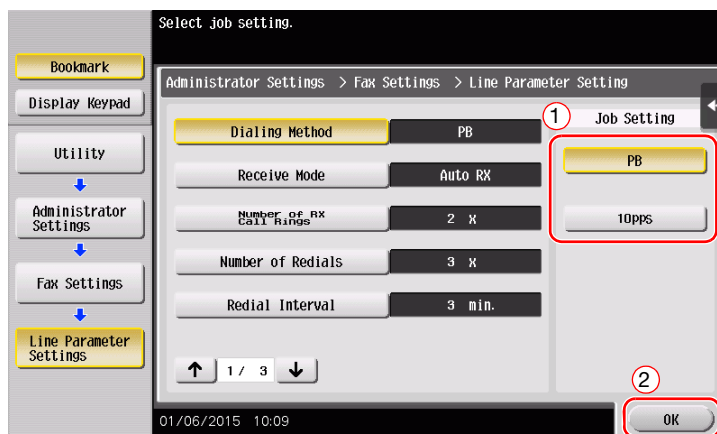 Select job setting.
Bookmark
Display Keypad
Utility
Administrator
Settings
Fax Settings
Line Parameter
Settings
Administrator Settings > Fax Settings > Line Parameter Setting
Dialing Method PB
Receive Mode Auto RX
Number of RX
Call Rings 2 X
Number of Redials 3 X
Redial Interval 3 min.
↑ 1/ 3 ↓
1
Job Setting
PB
10pps
2
OK
01/06/2015 10:09